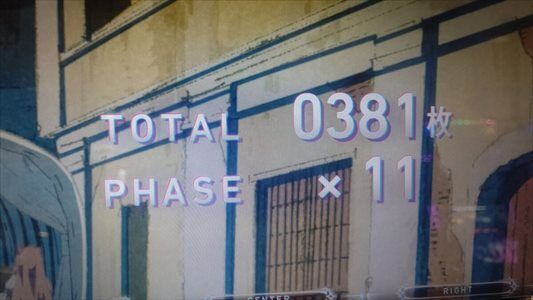 TOTAL 0381枚
PHASE ×11
CENTER
RIGHT